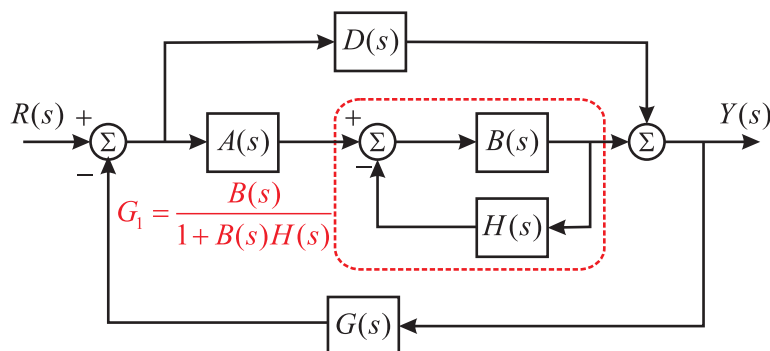 D(s)
R(s) + Σ − A(s) + Σ − B(s) Σ Y(s)
H(s)
G₁ = B(s) / 1 + B(s)H(s)
G(s)